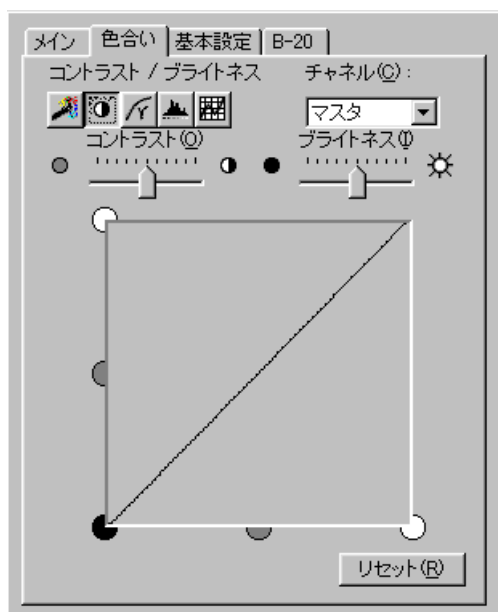 メイン 色合い 基本設定 B-20
コントラスト / ブライトネス チャネル(C):
マスタ
コントラスト(O) ブライトネス(I)
リセット(R)